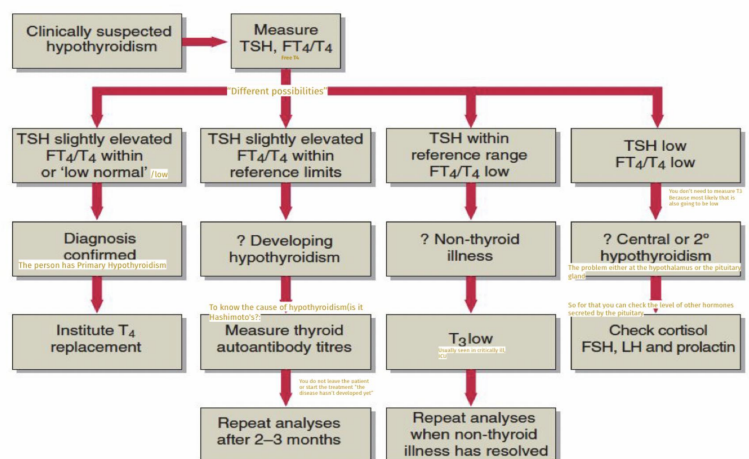 Clinically suspected
hypothyroidism
Measure
TSH, FT4/T4
Free T4
"Different possibilities"
TSH slightly elevated
FT4/T4 within
or 'low normal' /low
TSH slightly elevated
FT4/T4 within
reference limits
TSH within
reference range
FT4/T4 low
TSH low
FT4/T4 low
You don't need to measure T3
Because most likely that is
also going to be low
Diagnosis
confirmed
The person has Primary Hypothyroidism
? Developing
hypothyroidism
? Non-thyroid
illness
? Central or 2°
hypothyroidism
The problem either at the hypothalamus or the pituitary
gland
To know the cause of hypothyroidism(is it
Hashimoto's?:
So for that you can check the level of other hormones
secreted by the pituitary
Institute T4
replacement
Measure thyroid
autoantibody titres
T3 low
Usually seen in critically ill
Check cortisol
FSH, LH and prolactin
You do not leave the patient
or start the treatment "the
disease hasn't developed yet"
Repeat analyses
after 2–3 months
Repeat analyses
when non-thyroid
illness has resolved